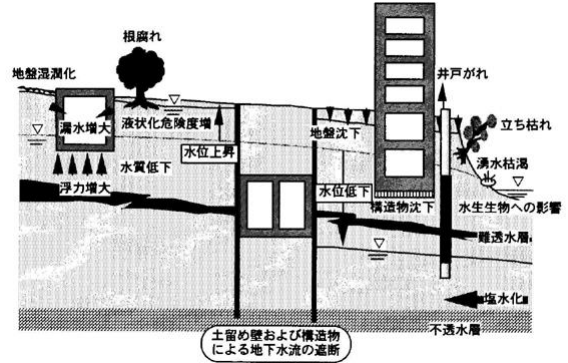 根腐れ
地盤湿潤化
井戸がれ
漏水増大
液状化危険度増
地盤沈下
立ち枯れ
水位上昇
湧水枯渇
水質低下
浮力増大
水位低下
構造物沈下
水生生物への影響
難透水層
塩水化
不透水層
土留め壁および構造物
による地下水流の遮断